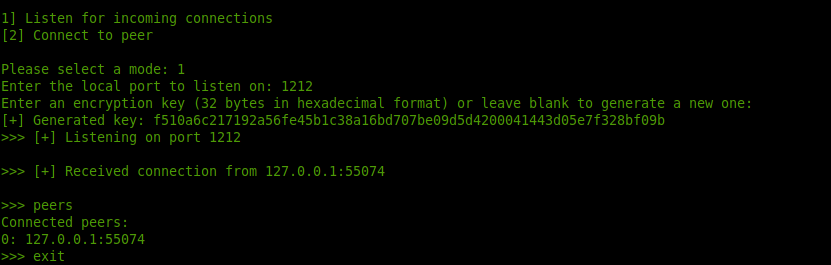 1] Listen for incoming connections
[2] Connect to peer
Please select a mode: 1
Enter the local port to listen on: 1212
Enter an encryption key (32 bytes in hexadecimal format) or leave blank to generate a new one:
[+] Generated key: f510a6c217192a56fe45b1c38a16bd707be09d5d4200041443d05e7f328bf09b
>>> [+] Listening on port 1212
>>> [+] Received connection from 127.0.0.1:55074
>>> peers
Connected peers:
0: 127.0.0.1:55074
>>> exit